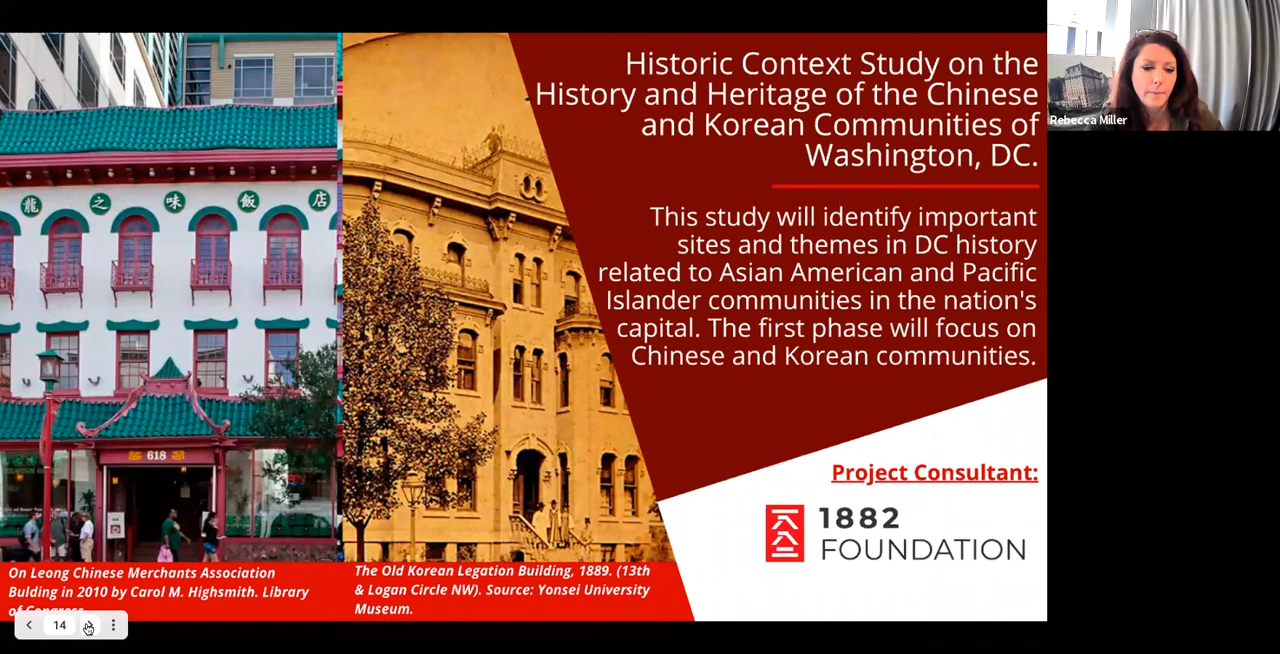 Historic Context Study on the
History and Heritage of the Chinese
and Korean Communities of
Washington, DC.
This study will identify important
sites and themes in DC history
related to Asian American and Pacific
Islander communities in the nation's
capital. The first phase will focus on
Chinese and Korean communities.
Project Consultant:
1882
FOUNDATION
龍之味飯店
618
On Leong Chinese Merchants Association
Bulding in 2010 by Carol M. Highsmith. Library
of Congress.
The Old Korean Legation Building, 1889. (13th
& Logan Circle NW). Source: Yonsei University
Museum.
14
Rebecca Miller